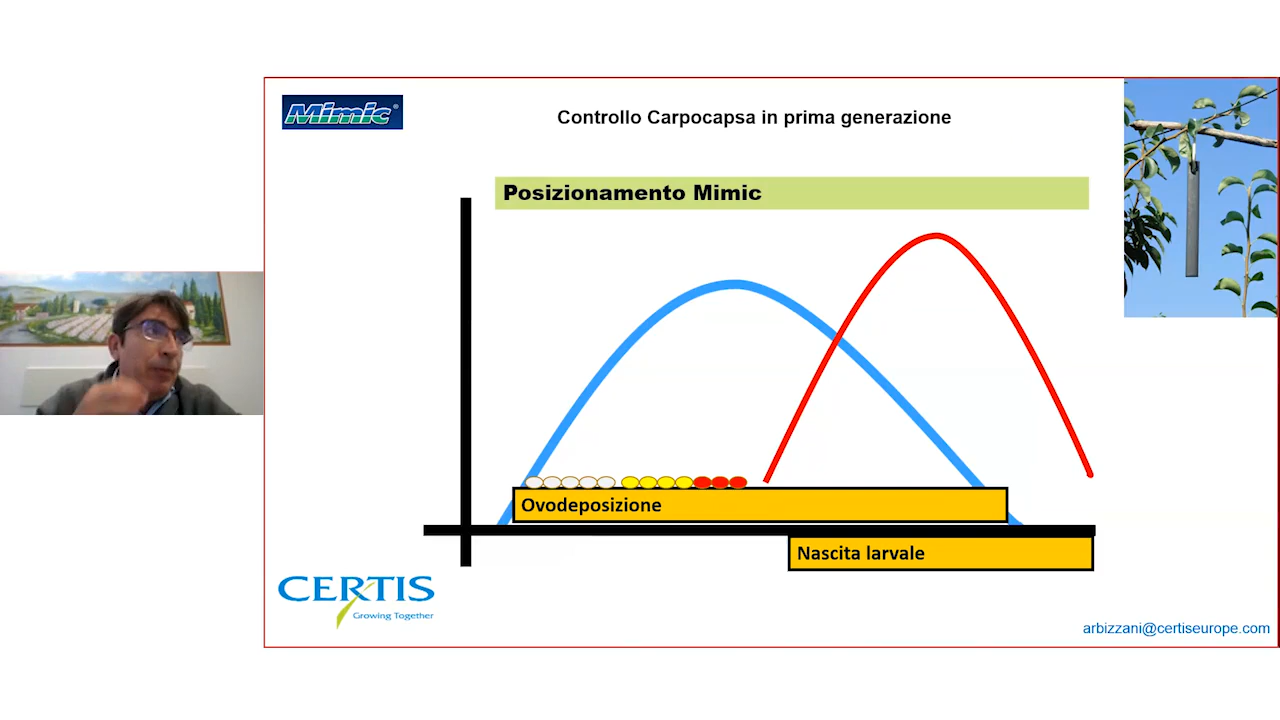 Mimic®
Controllo Carpocapsa in prima generazione
Posizionamento Mimic
Ovodeposizione
Nascita larvale
CERTIS
Growing Together
arbizzani@certiseurope.com